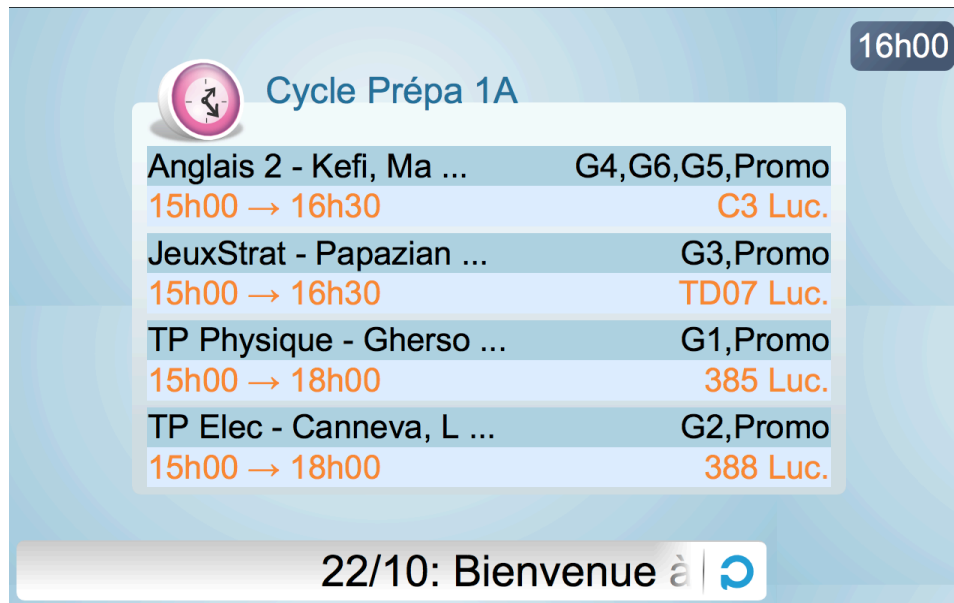 16h00
Cycle Prépa 1A
Anglais 2 - Kefi, Ma ... G4,G6,G5,Promo
15h00 → 16h30 C3 Luc.
JeuxStrat - Papazian ... G3,Promo
15h00 → 16h30 TD07 Luc.
TP Physique - Gherso ... G1,Promo
15h00 → 18h00 385 Luc.
TP Elec - Canneva, L ... G2,Promo
15h00 → 18h00 388 Luc.
22/10: Bienvenue à